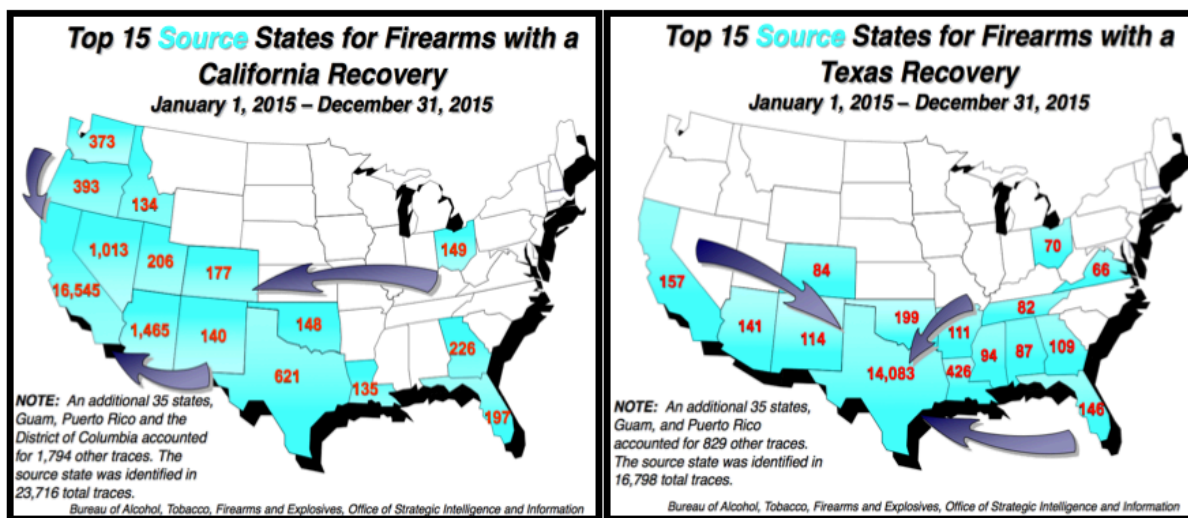 Top 15 Source States for Firearms with a
California Recovery
January 1, 2015 – December 31, 2015
373
393
134
1,013
206
177
149
16,545
1,465
140
148
226
621
135
197
NOTE: An additional 35 states,
Guam, Puerto Rico and the
District of Columbia accounted
for 1,794 other traces. The
source state was identified in
23,716 total traces.
Bureau of Alcohol, Tobacco, Firearms and Explosives, Office of Strategic Intelligence and Information
Top 15 Source States for Firearms with a
Texas Recovery
January 1, 2015 – December 31, 2015
70
84
66
157
82
199
141
114
111
94
87
109
14,083
426
146
NOTE: An additional 35 states,
Guam, and Puerto Rico
accounted for 829 other traces.
The source state was identified in
16,798 total traces.
Bureau of Alcohol, Tobacco, Firearms and Explosives, Office of Strategic Intelligence and Information